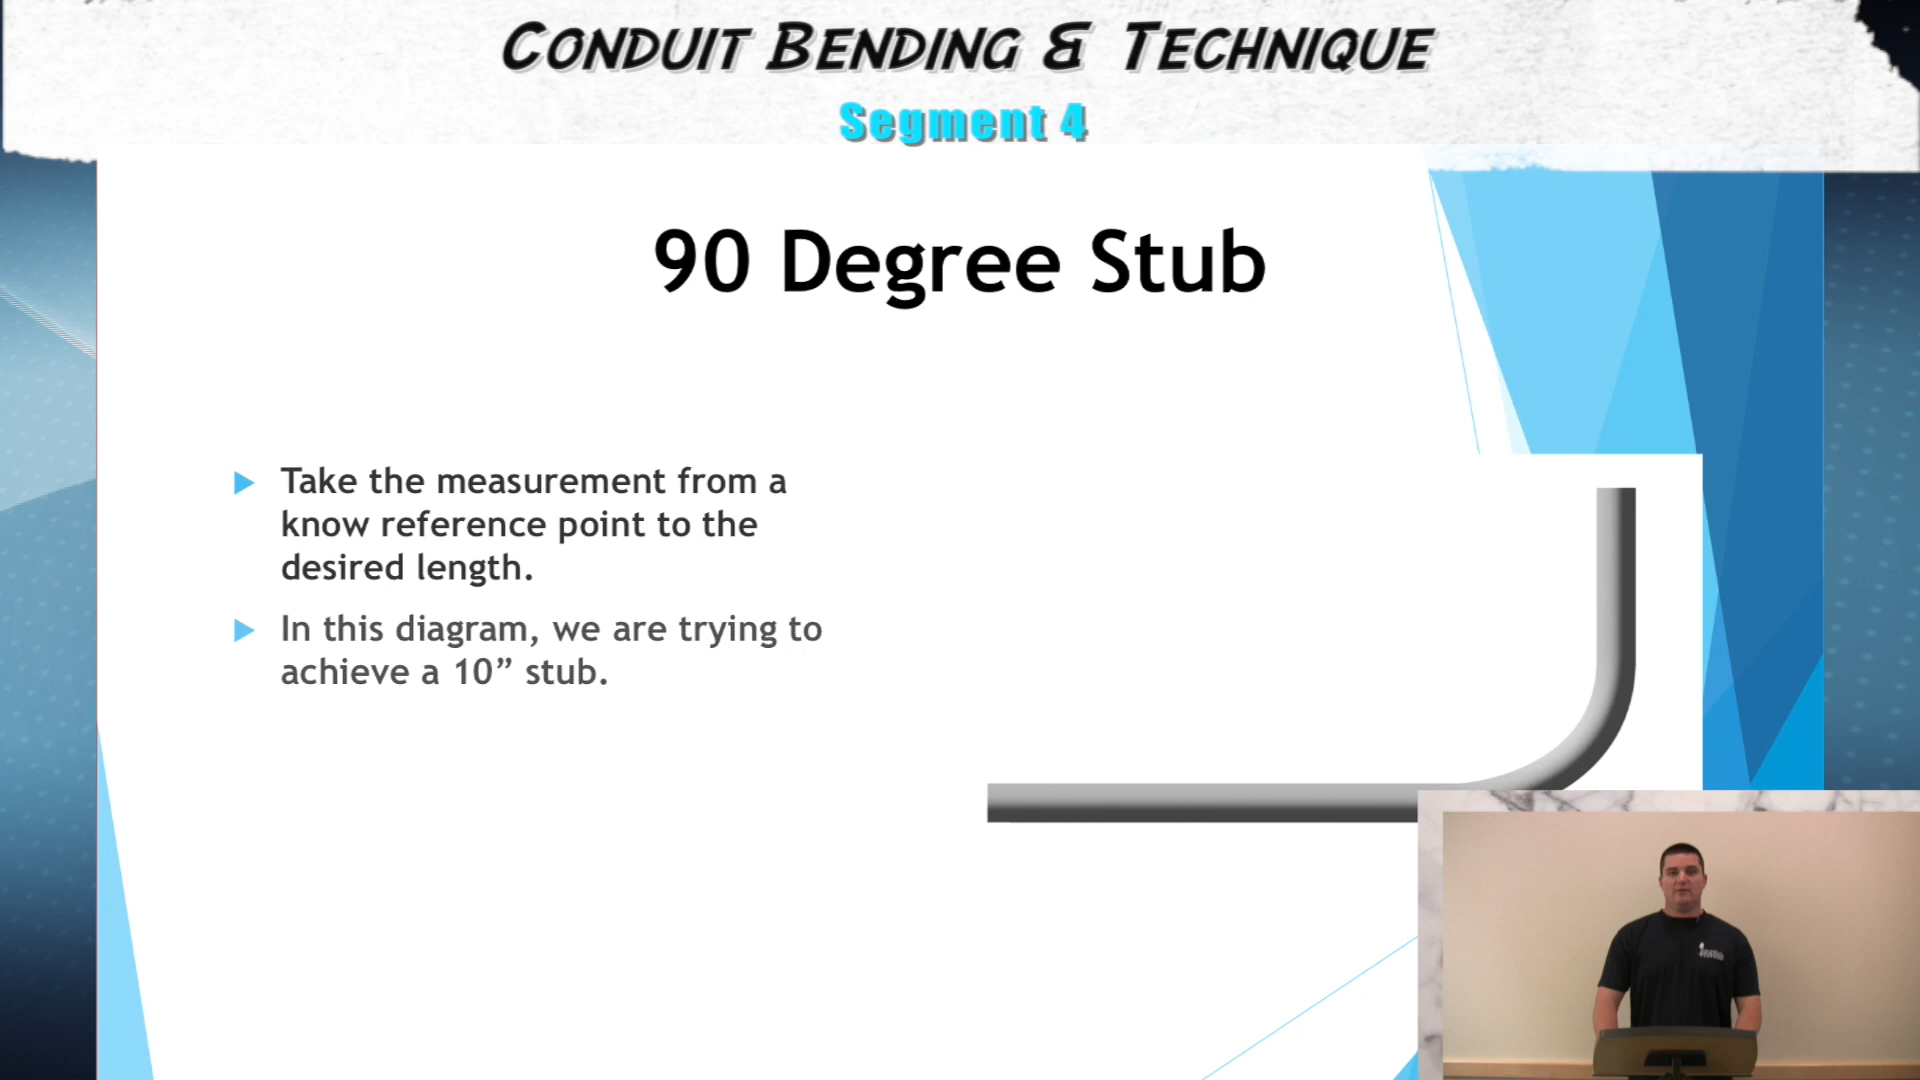 CONDUIT BENDING & TECHNIQUE
Segment 4
90 Degree Stub
Take the measurement from a
know reference point to the
desired length.
In this diagram, we are trying to
achieve a 10” stub.